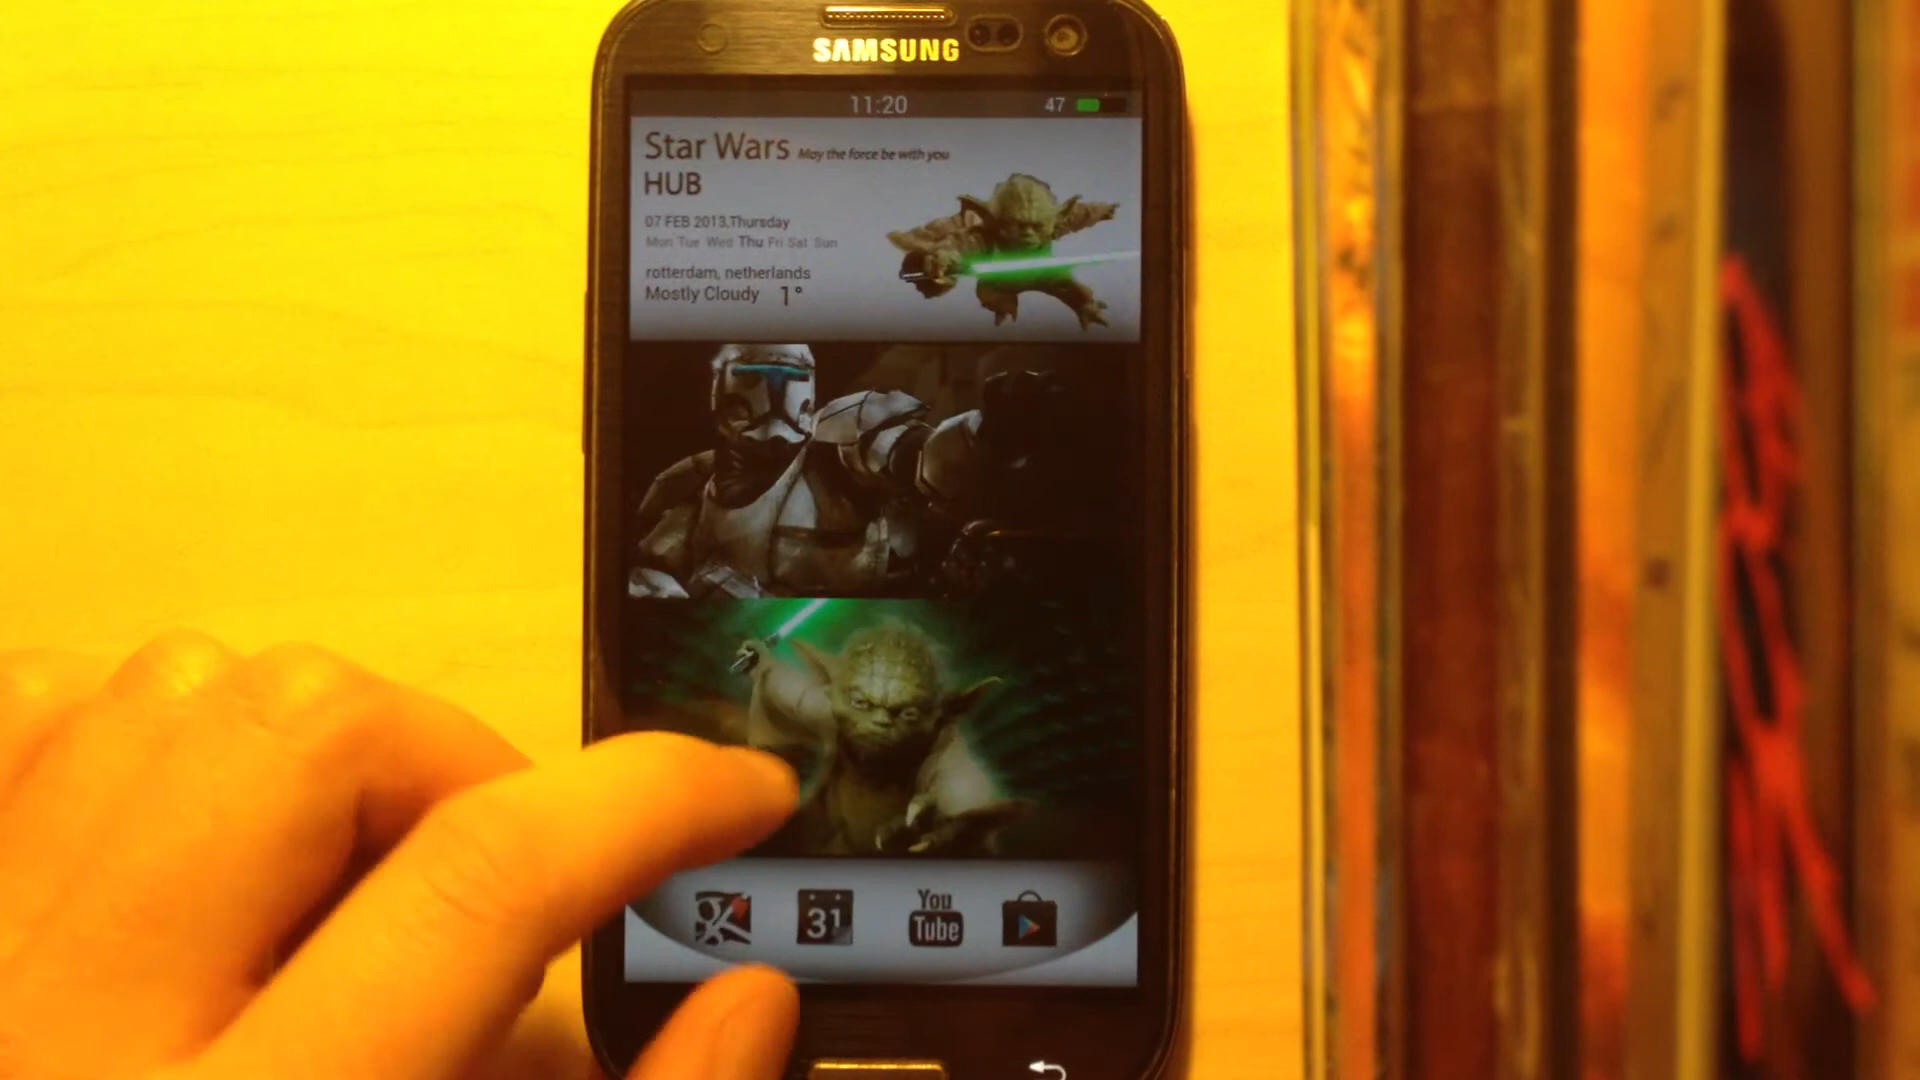 SAMSUNG
11:20
47
Star Wars May the force be with you
HUB
07 FEB 2013,Thursday
Mon Tue Wed Thu Fri Sat Sun
rotterdam, netherlands
Mostly Cloudy 1°
g 31 You Tube